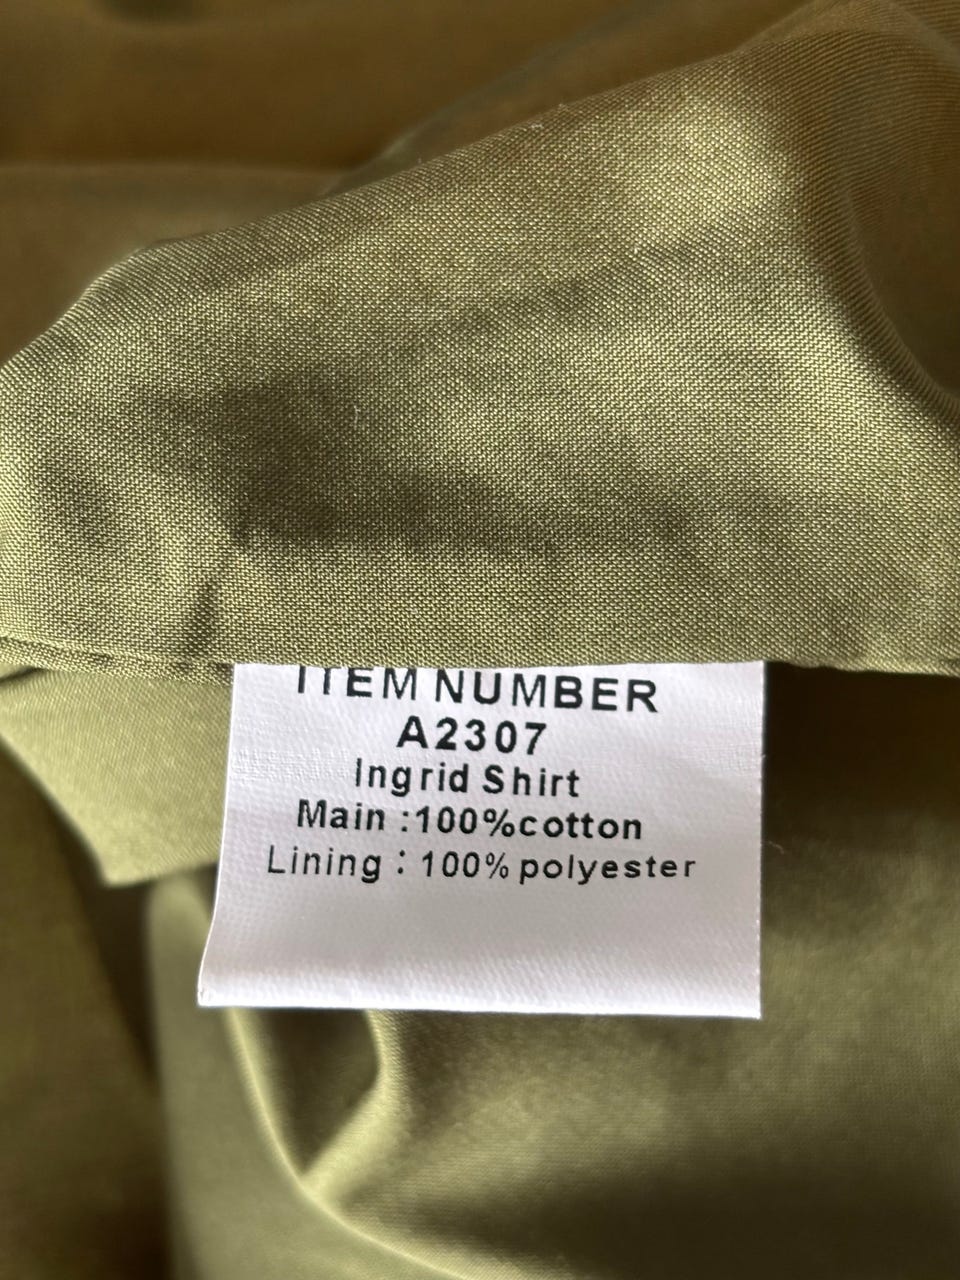 ITEM NUMBER
A2307
Ingrid Shirt
Main :100%cotton
Lining : 100% polyester